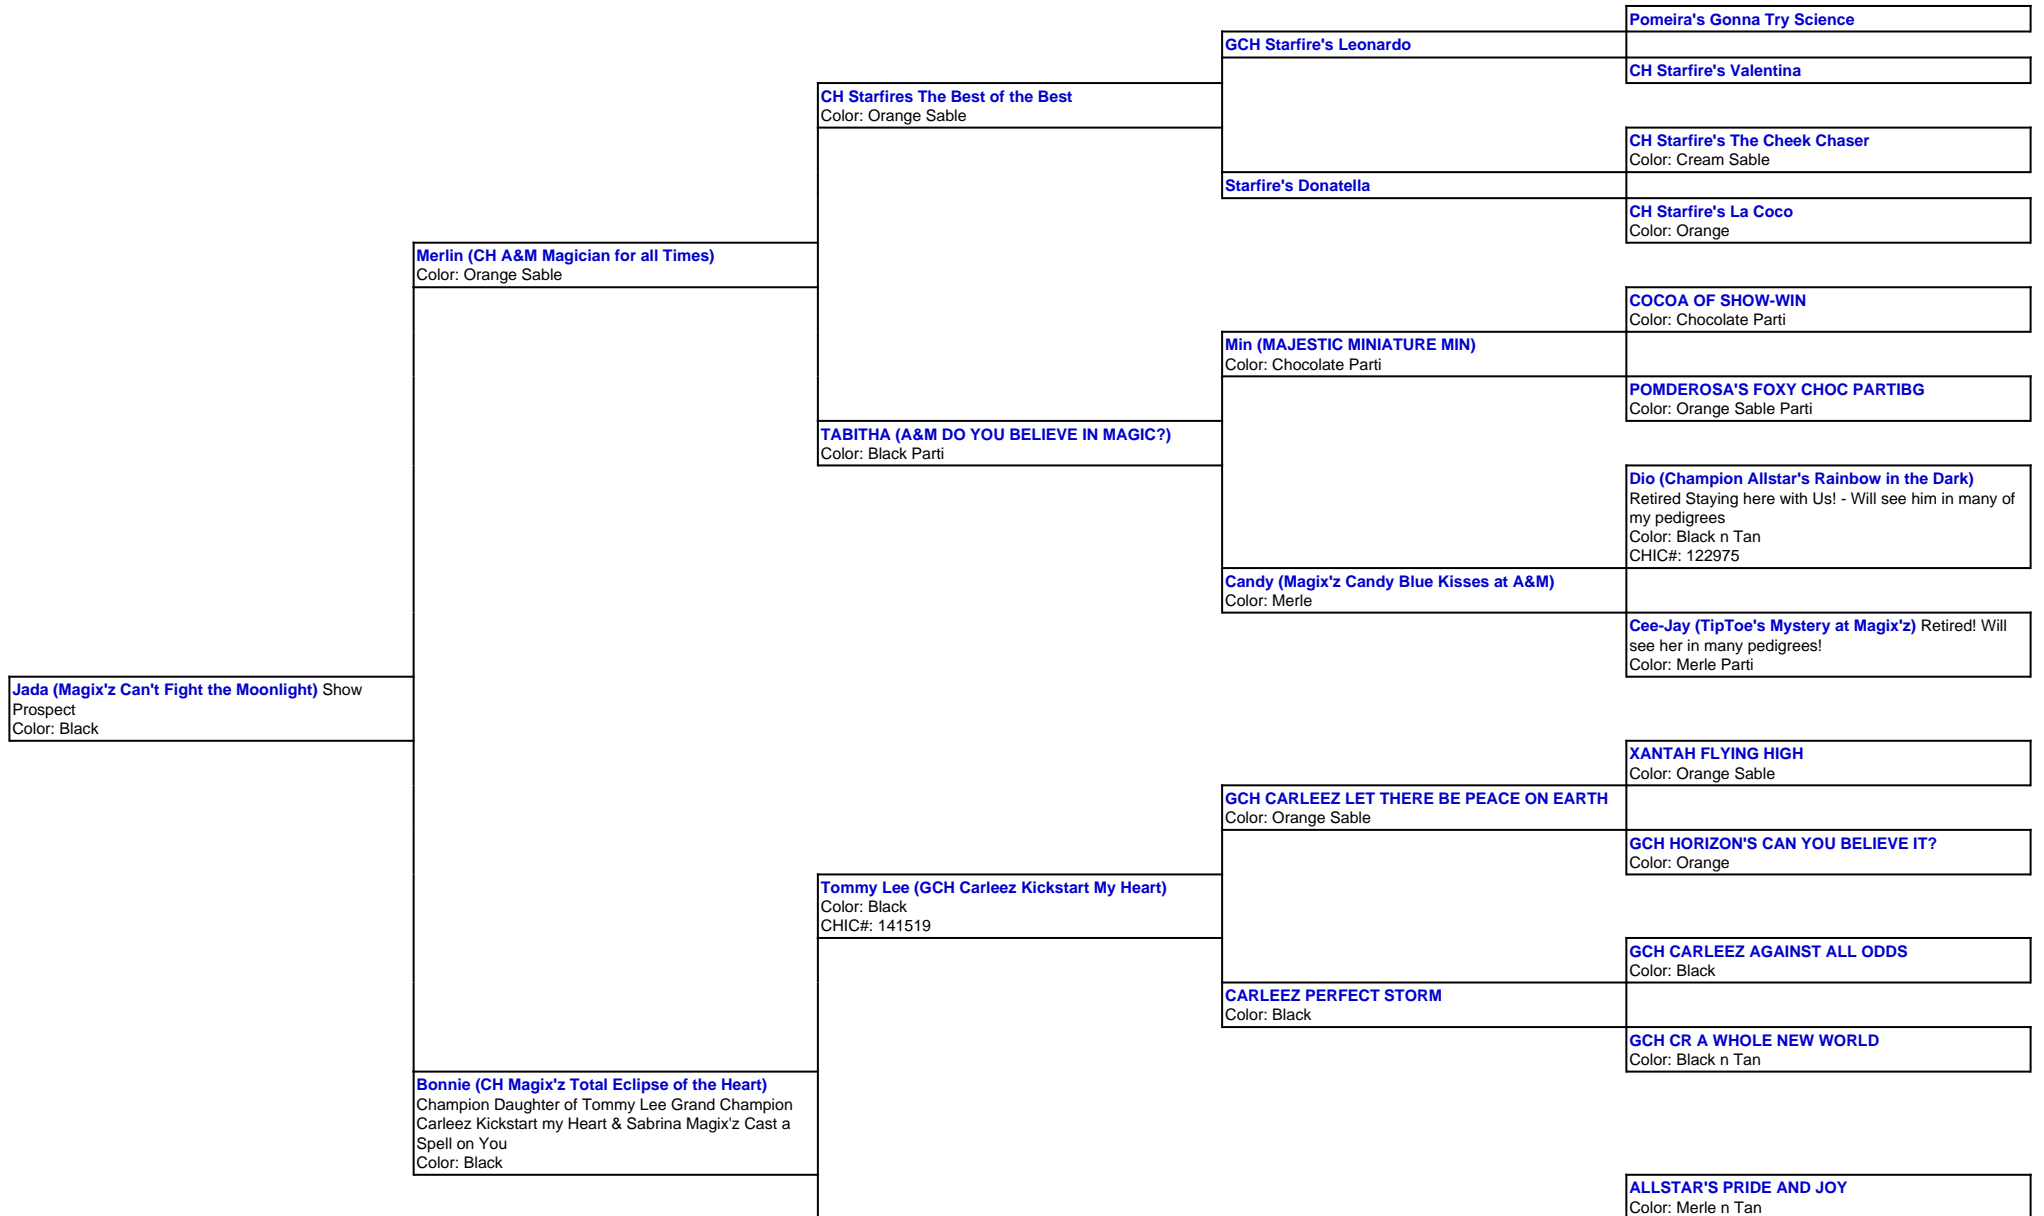 Pomeira's Gonna Try Science
GCH Starfire's Leonardo
CH Starfire's Valentina
CH Starfires The Best of the Best
Color: Orange Sable
CH Starfire's The Cheek Chaser
Color: Cream Sable
Starfire's Donatella
CH Starfire's La Coco
Color: Orange
Merlin (CH A&M Magician for all Times)
Color: Orange Sable
COCOA OF SHOW-WIN
Color: Chocolate Parti
Min (MAJESTIC MINIATURE MIN)
Color: Chocolate Parti
POMDEROSA'S FOXY CHOC PARTIBG
Color: Orange Sable Parti
TABITHA (A&M DO YOU BELIEVE IN MAGIC?)
Color: Black Parti
Dio (Champion Allstar's Rainbow in the Dark)
Retired Staying here with Us! - Will see him in many of
my pedigrees
Color: Black n Tan
CHIC#: 122975
Candy (Magix'z Candy Blue Kisses at A&M)
Color: Merle
Cee-Jay (TipToe's Mystery at Magix'z) Retired! Will
see her in many pedigrees!
Color: Merle Parti
Jada (Magix'z Can't Fight the Moonlight) Show
Prospect
Color: Black
XANTAH FLYING HIGH
Color: Orange Sable
GCH CARLEEZ LET THERE BE PEACE ON EARTH
Color: Orange Sable
GCH HORIZON'S CAN YOU BELIEVE IT?
Color: Orange
Tommy Lee (GCH Carleez Kickstart My Heart)
Color: Black
CHIC#: 141519
GCH CARLEEZ AGAINST ALL ODDS
Color: Black
CARLEEZ PERFECT STORM
Color: Black
GCH CR A WHOLE NEW WORLD
Color: Black n Tan
Bonnie (CH Magix'z Total Eclipse of the Heart)
Champion Daughter of Tommy Lee Grand Champion
Carleez Kickstart my Heart & Sabrina Magix'z Cast a
Spell on You
Color: Black
ALLSTAR'S PRIDE AND JOY
Color: Merle n Tan